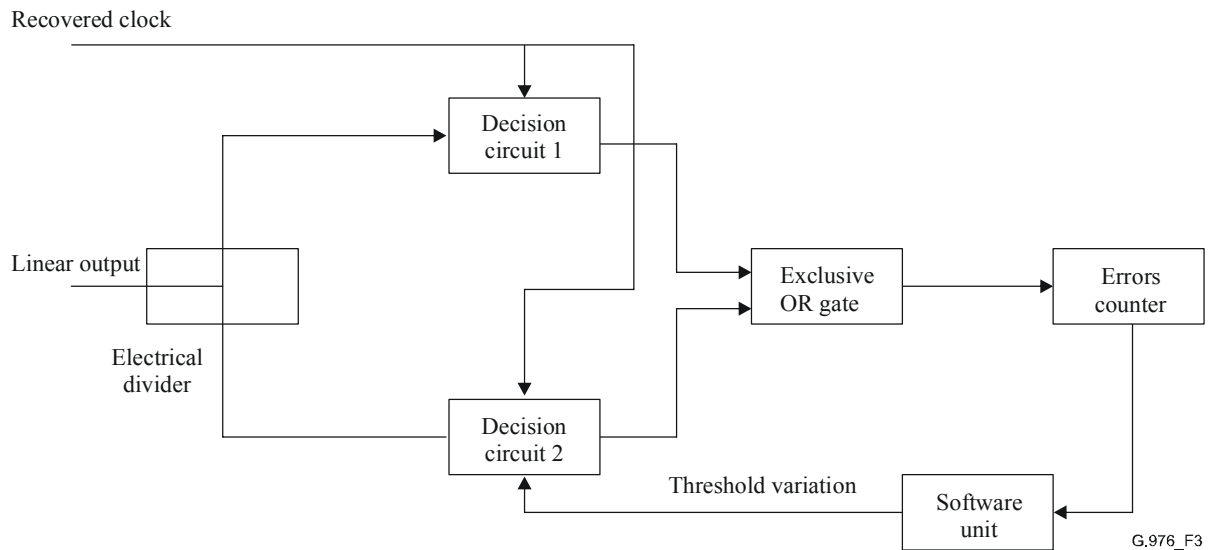 Recovered clock
Decision
circuit 1
Linear output
Electrical
divider
Exclusive
OR gate
Errors
counter
Decision
circuit 2
Threshold variation
Software
unit
G.976_F3